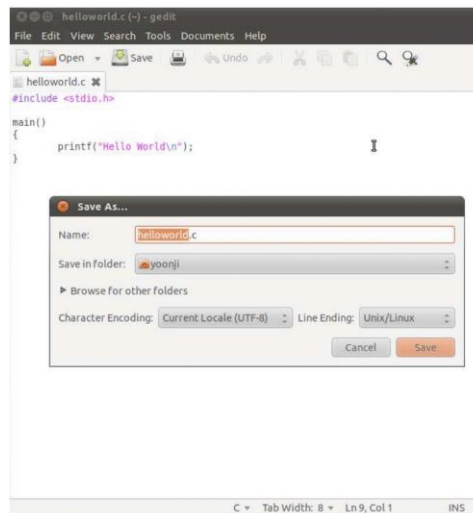 helloworld.c (~) - gedit
File Edit View Search Tools Documents Help
Open Save Undo
helloworld.c
#include <stdio.h>
main()
{
printf("Hello World\n");
}
Save As...
Name: helloworld.c
Save in folder: yoonji
Browse for other folders
Character Encoding: Current Locale (UTF-8) Line Ending: Unix/Linux
Cancel Save
C Tab Width: 8 Ln 9, Col 1 INS